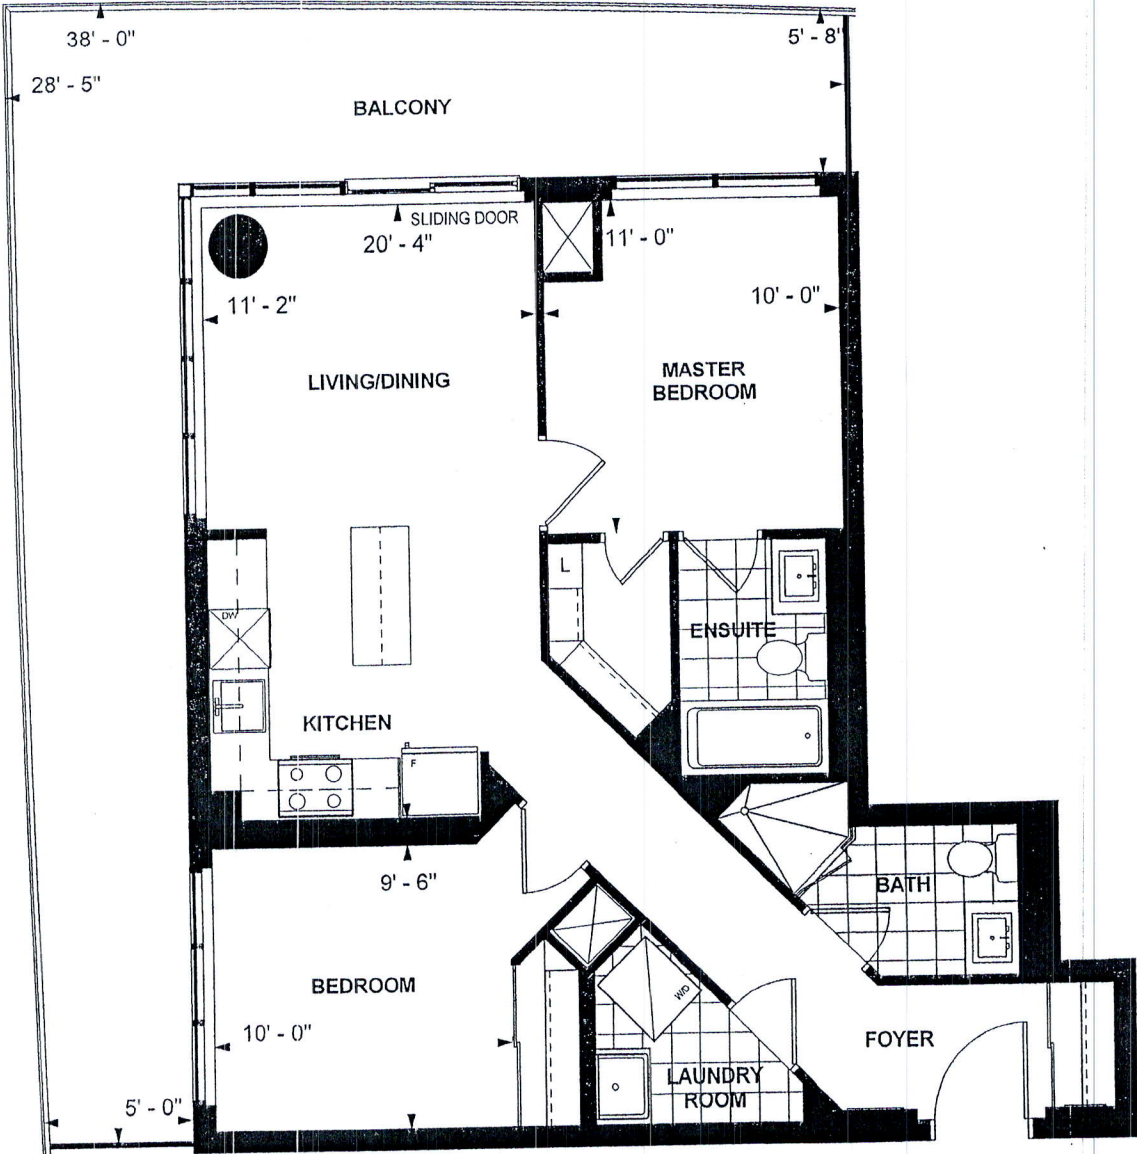 38' - 0"
5' - 8"
28' - 5"
BALCONY
SLIDING DOOR
20' - 4"
11' - 0"
11' - 2"
10' - 0"
LIVING/DINING
MASTER
BEDROOM
L
DW
ENSUITE
KITCHEN
F
9' - 6"
BATH
BEDROOM
W/D
10' - 0"
FOYER
LAUNDRY
ROOM
5' - 0"